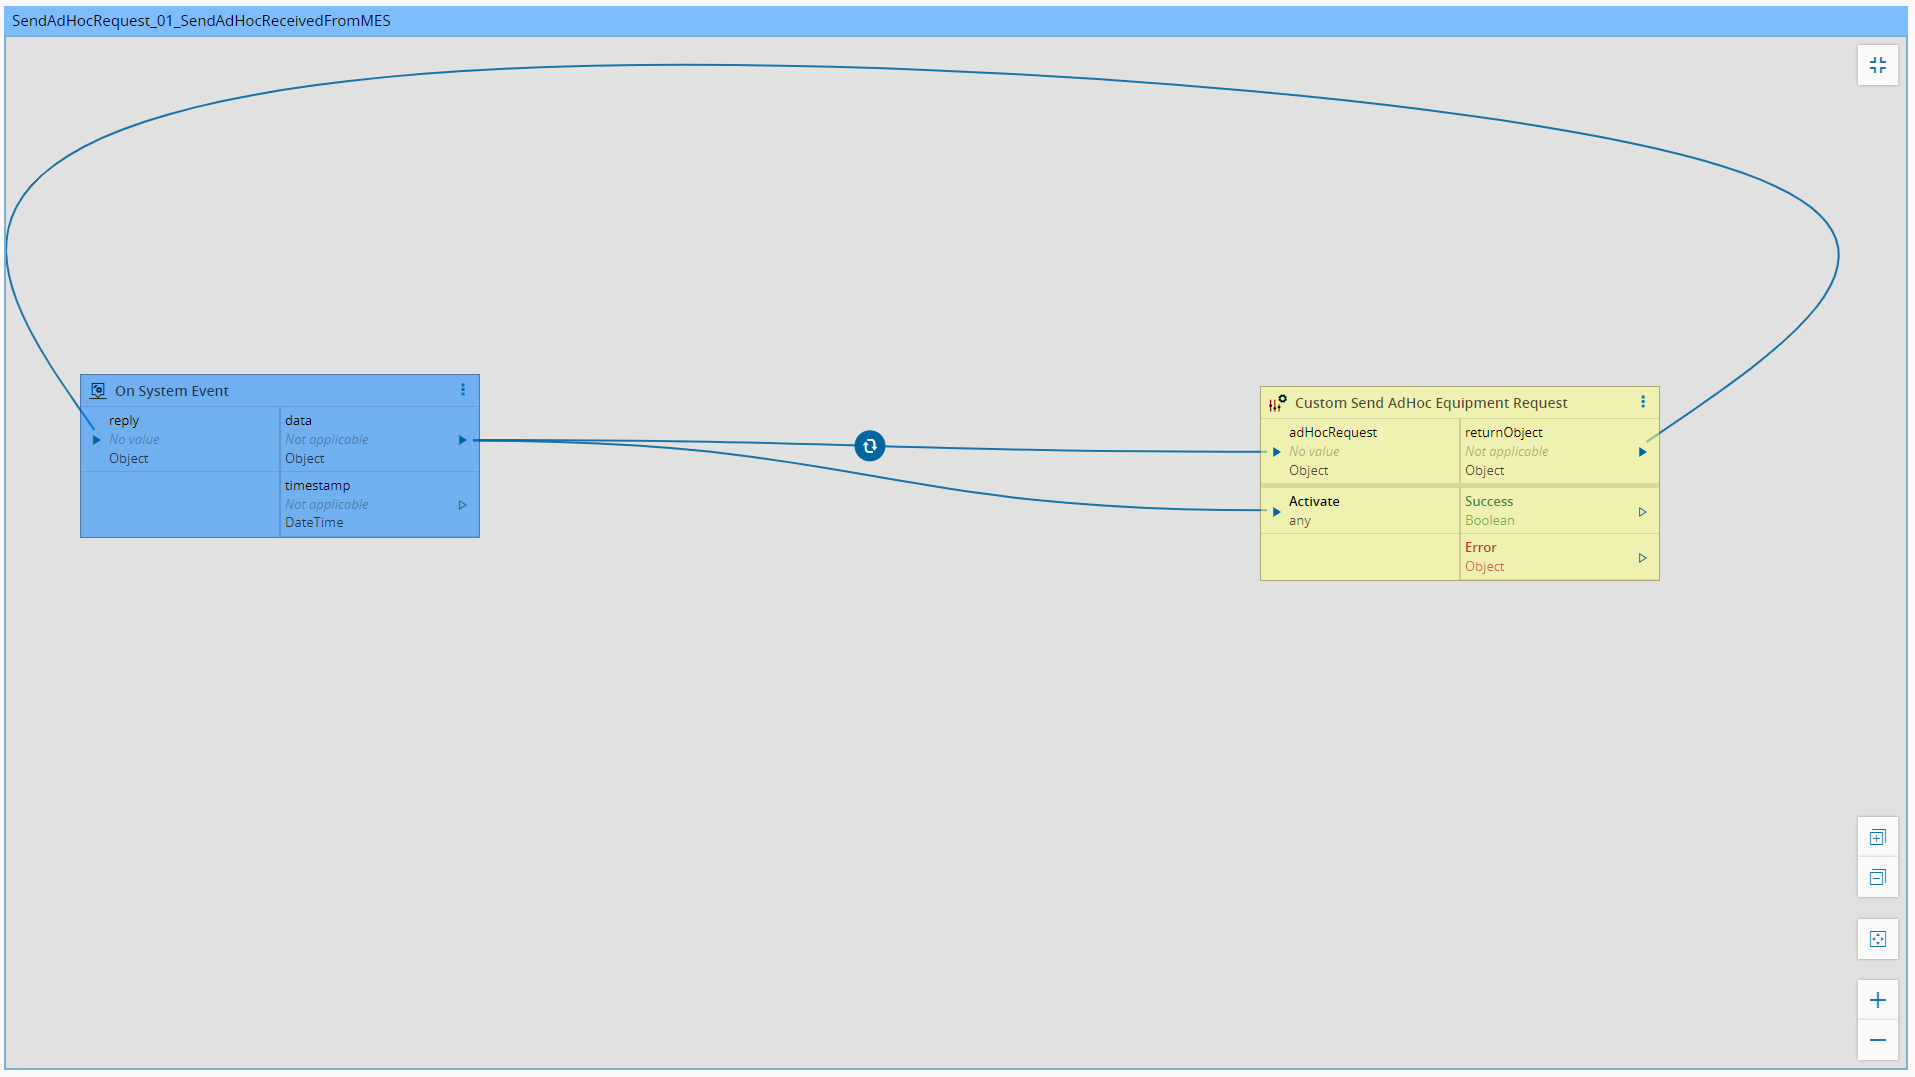 SendAdHocRequest_01_SendAdHocReceivedFromMES
On System Event
reply
No value
Object
data
Not applicable
Object
timestamp
Not applicable
DateTime
Custom Send AdHoc Equipment Request
adHocRequest
No value
Object
returnObject
Not applicable
Object
Activate
any
Success
Boolean
Error
Object